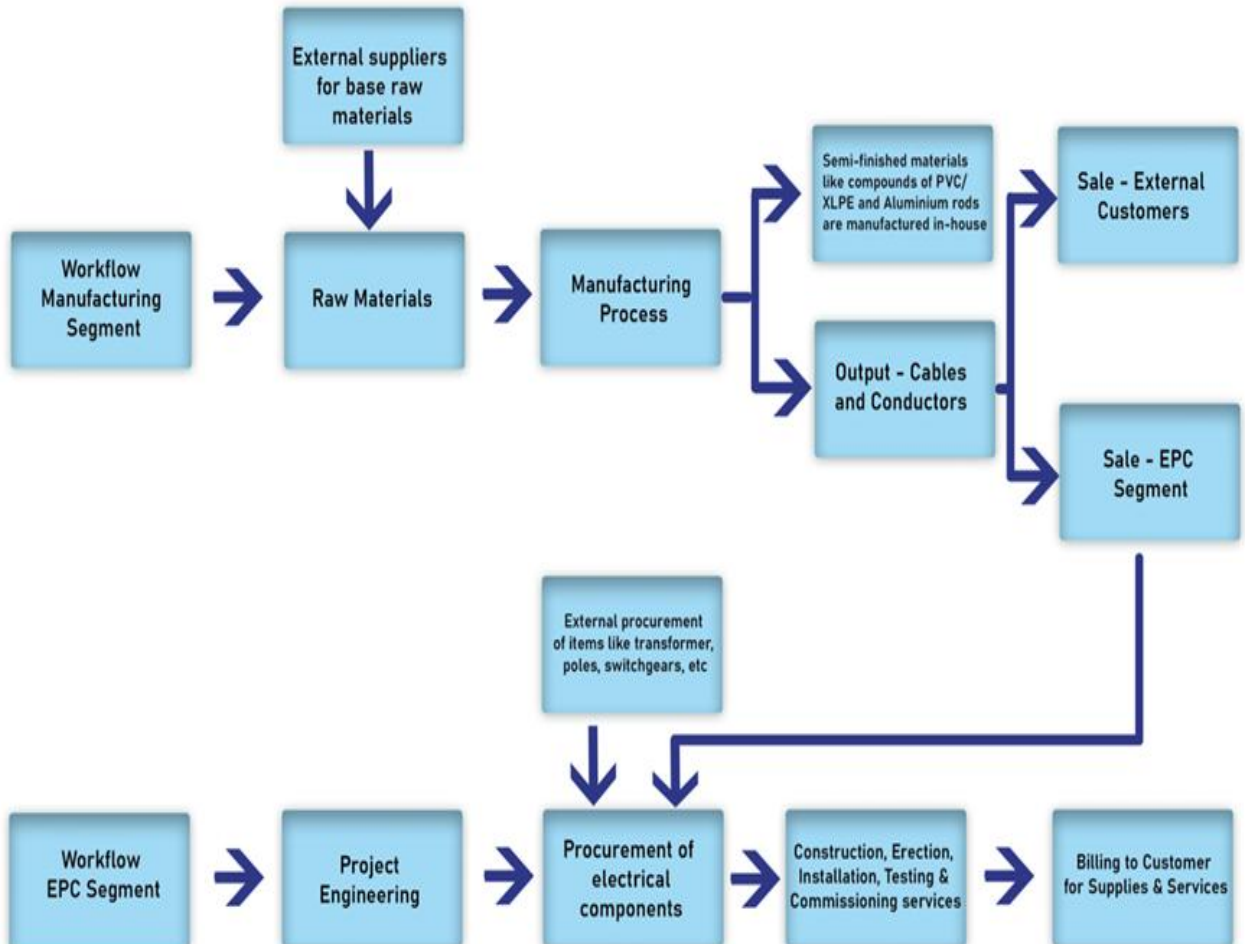 External suppliers
for base raw
materials
Semi-finished materials
like compounds of PVC/
XLPE and Aluminium rods
are manufactured in-house
Sale - External
Customers
Workflow
Manufacturing
Segment
Raw Materials
Manufacturing
Process
Output - Cables
and Conductors
Sale - EPC
Segment
External procurement
of items like transformer,
poles, switchgears, etc
Workflow
EPC Segment
Project
Engineering
Procurement of
electrical
components
Construction, Erection,
Installation, Testing &
Commissioning services
Billing to Customer
for Supplies & Services